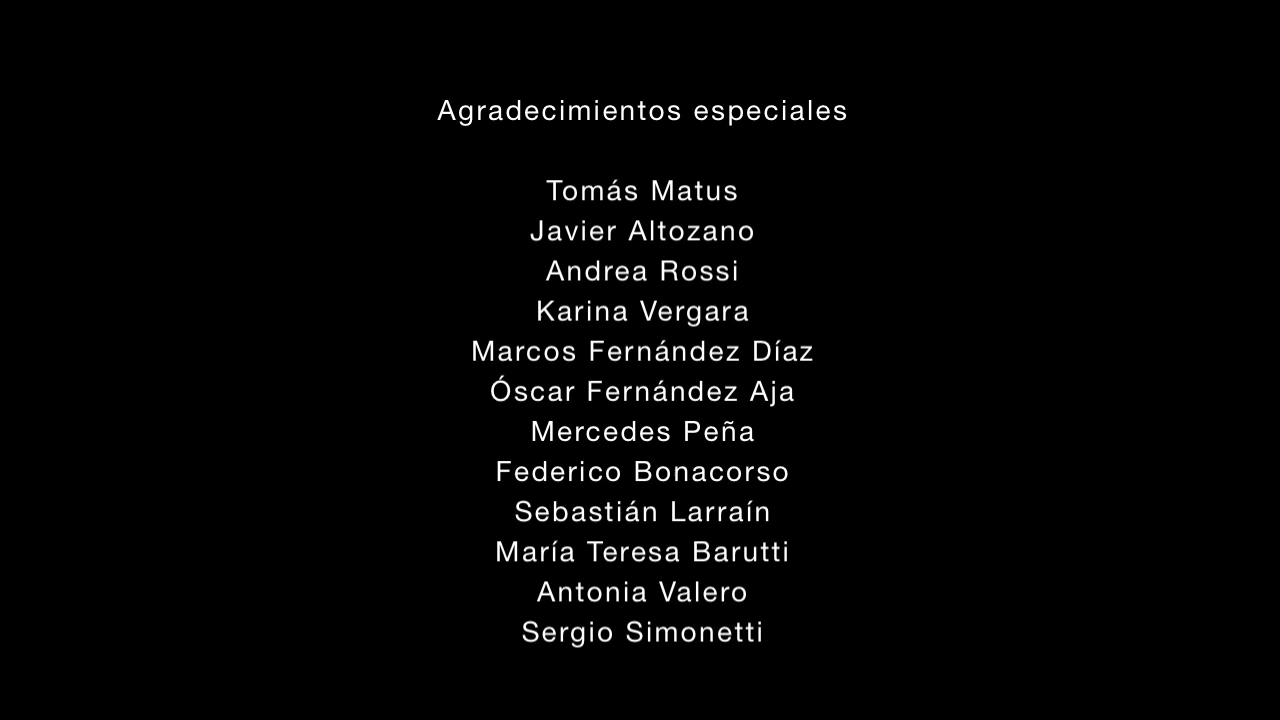 Agradecimientos especiales
Tomás Matus
Javier Altozano
Andrea Rossi
Karina Vergara
Marcos Fernández Díaz
Óscar Fernández Aja
Mercedes Peña
Federico Bonacorso
Sebastián Larraín
María Teresa Barutti
Antonia Valero
Sergio Simonetti